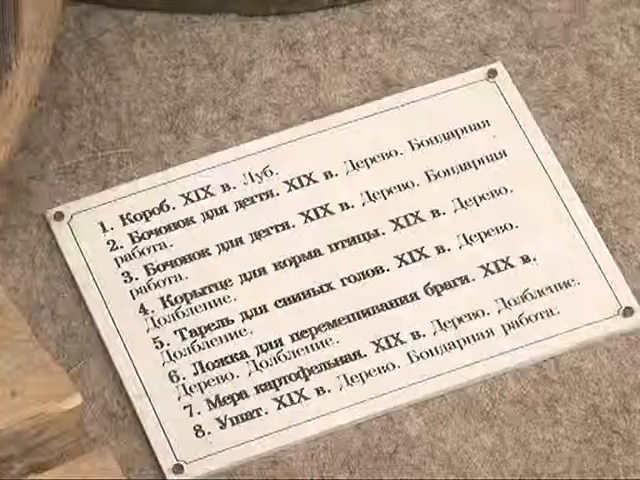 1. Короб. XIX в. Луб.
2. Бочонок для дегтя. XIX в. Дерево. Бондарная
работа.
3. Бочонок для дегтя. XIX в. Дерево. Бондарная
работа.
4. Корытце для корма птицы. XIX в. Дерево.
Долбление.
5. Тарель для свиных голов. XIX в. Дерево.
Долбление.
6. Ложка для перемешивания браги. XIX в.
Дерево. Долбление.
7. Мера картофельная. XIX в. Дерево. Долбление.
8. Ушат. XIX в. Дерево. Бондарная работа.